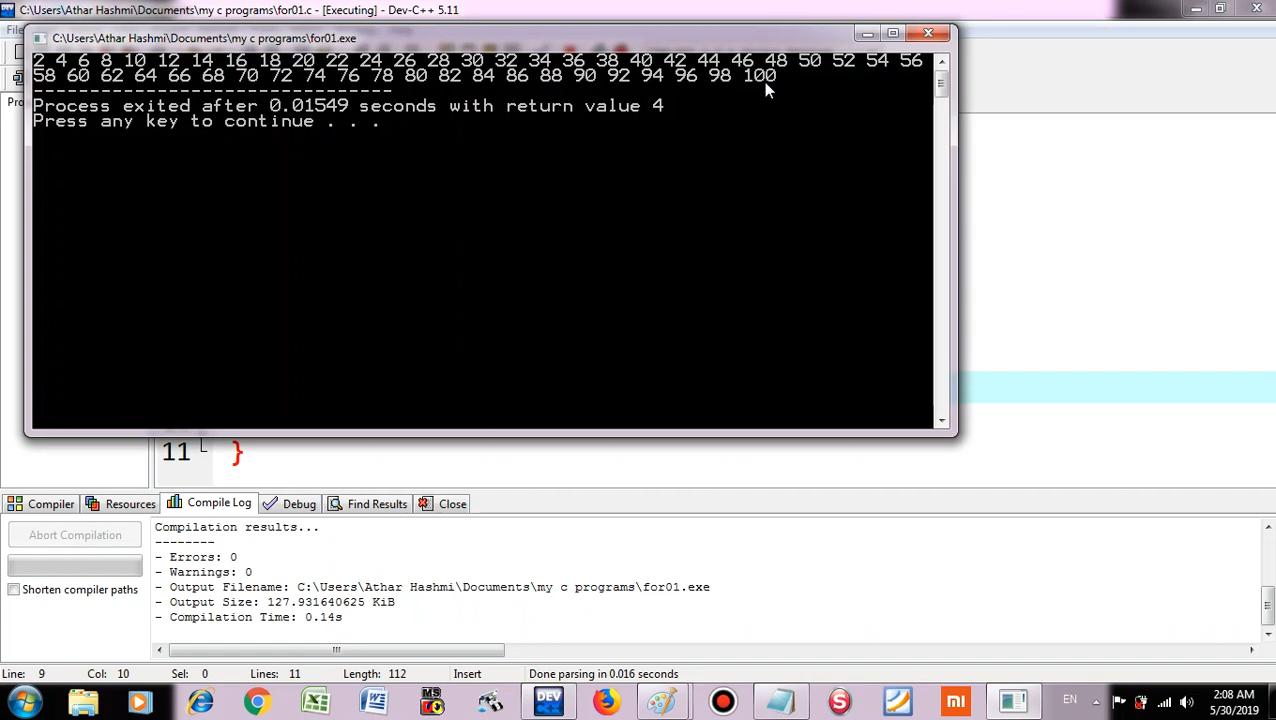 C:\Users\Athar Hashmi\Documents\my c programs\for01.c - [Executing] - Dev-C++ 5.11
C:\Users\Athar Hashmi\Documents\my c programs\for01.exe
2 4 6 8 10 12 14 16 18 20 22 24 26 28 30 32 34 36 38 40 42 44 46 48 50 52 54 56
58 60 62 64 66 68 70 72 74 76 78 80 82 84 86 88 90 92 94 96 98 100
--------------------------------
Process exited after 0.01549 seconds with return value 4
Press any key to continue . . .
11 }
Compiler Resources Compile Log Debug Find Results Close
Abort Compilation
Shorten compiler paths
Compilation results...
--------
- Errors: 0
- Warnings: 0
- Output Filename: C:\Users\Athar Hashmi\Documents\my c programs\for01.exe
- Output Size: 127.931640625 KiB
- Compilation Time: 0.14s
Line: 9 Col: 10 Sel: 0 Lines: 11 Length: 112 Insert Done parsing in 0.016 seconds
DEV
MS
mi
EN
2:08 AM
5/30/2019